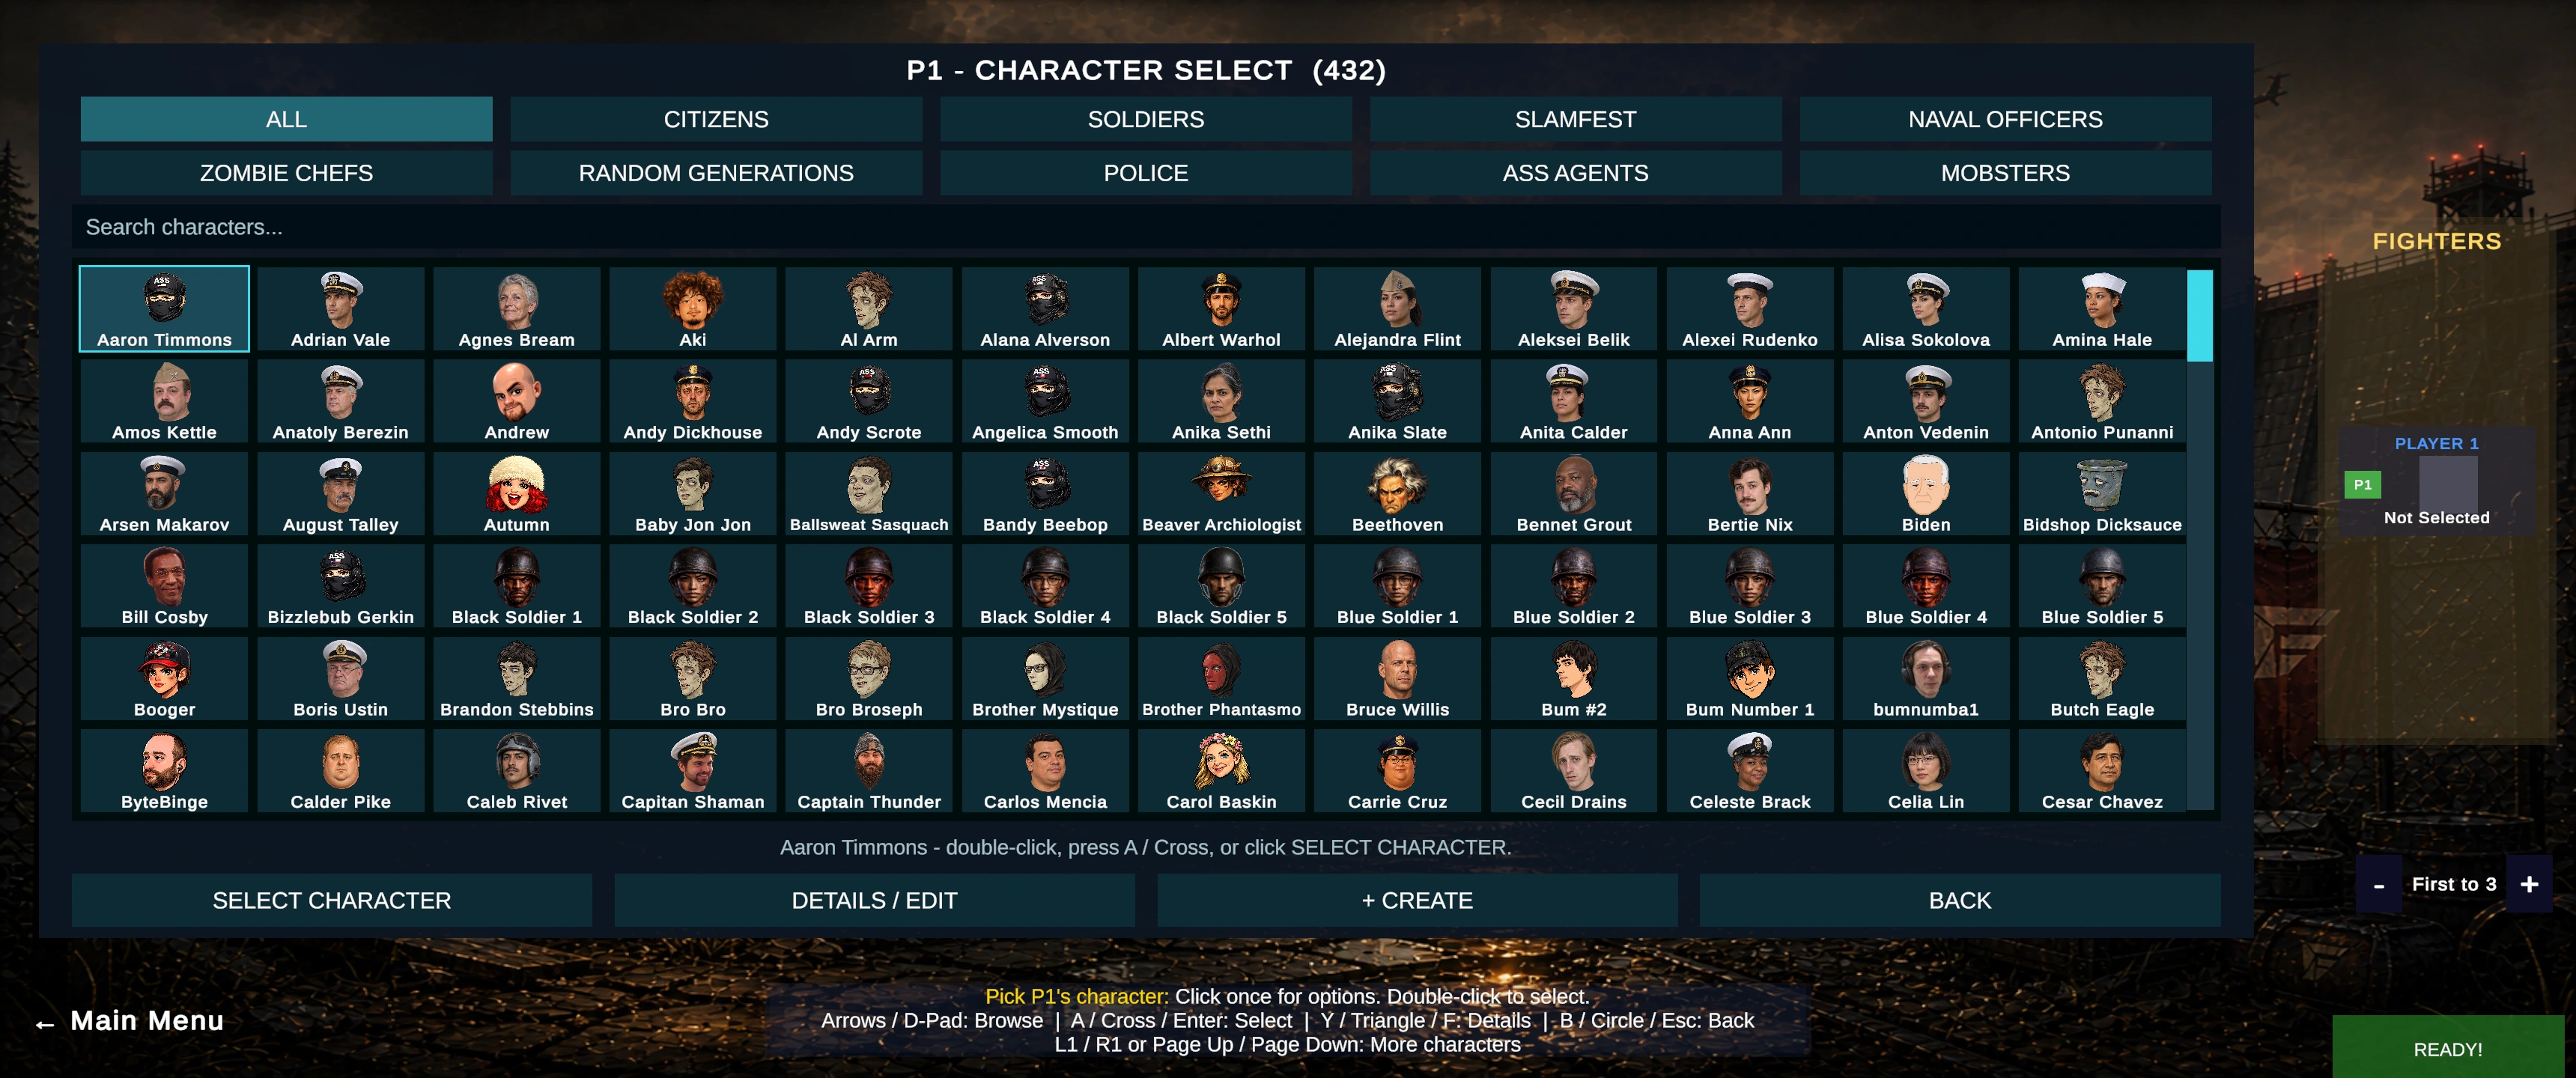 P1 - CHARACTER SELECT (432)
ALL CITIZENS SOLDIERS SLAMFEST NAVAL OFFICERS
ZOMBIE CHEFS RANDOM GENERATIONS POLICE ASS AGENTS MOBSTERS
Search characters...
Aaron Timmons Adrian Vale Agnes Bream Aki Al Arm Alana Alverson Albert Warhol Alejandra Flint Aleksei Belik Alexei Rudenko Alisa Sokolova Amina Hale
Amos Kettle Anatoly Berezin Andrew Andy Dickhouse Andy Scrote Angelica Smooth Anika Sethi Anika Slate Anita Calder Anna Ann Anton Vedenin Antonio Punanni
Arsen Makarov August Talley Autumn Baby Jon Jon Ballsweat Sasquach Bandy Beebop Beaver Archiologist Beethoven Bennet Grout Bertie Nix Biden Bidshop Dicksauce
Bill Cosby Bizzlebub Gerkin Black Soldier 1 Black Soldier 2 Black Soldier 3 Black Soldier 4 Black Soldier 5 Blue Soldier 1 Blue Soldier 2 Blue Soldier 3 Blue Soldier 4 Blue Soldier 5
Booger Boris Ustin Brandon Stebbins Bro Bro Bro Broseph Brother Mystique Brother Phantasmo Bruce Willis Bum #2 Bum Number 1 bumnumba1 Butch Eagle
ByteBinge Calder Pike Caleb Rivet Capitan Shaman Captain Thunder Carlos Mencia Carol Baskin Carrie Cruz Cecil Drains Celeste Brack Celia Lin Cesar Chavez
Aaron Timmons - double-click, press A / Cross, or click SELECT CHARACTER.
SELECT CHARACTER DETAILS / EDIT + CREATE BACK
FIGHTERS
PLAYER 1
P1
Not Selected
- First to 3 +
← Main Menu
Pick P1's character: Click once for options. Double-click to select.
Arrows / D-Pad: Browse | A / Cross / Enter: Select | Y / Triangle / F: Details | B / Circle / Esc: Back
L1 / R1 or Page Up / Page Down: More characters
READY!